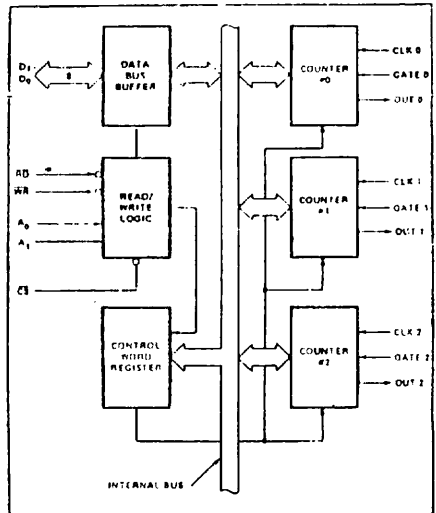 D7
D0
8
DATA
BUS
BUFFER
COUNTER
#0
CLK 0
GATE 0
OUT 0
RD
WR
A0
A1
CS
READ/
WRITE
LOGIC
COUNTER
#1
CLK 1
GATE 1
OUT 1
CONTROL
WORD
REGISTER
COUNTER
#2
CLK 2
GATE 2
OUT 2
INTERNAL BUS